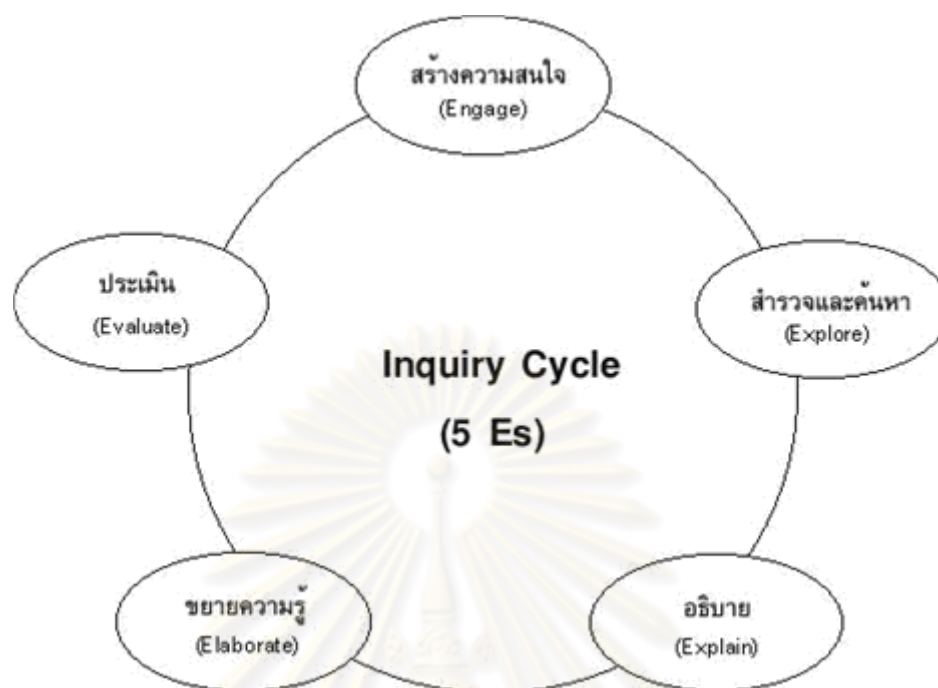 สร้างความสนใจ
(Engage)
สำรวจและค้นหา
(Explore)
อธิบาย
(Explain)
ขยายความรู้
(Elaborate)
ประเมิน
(Evaluate)
Inquiry Cycle
(5 Es)